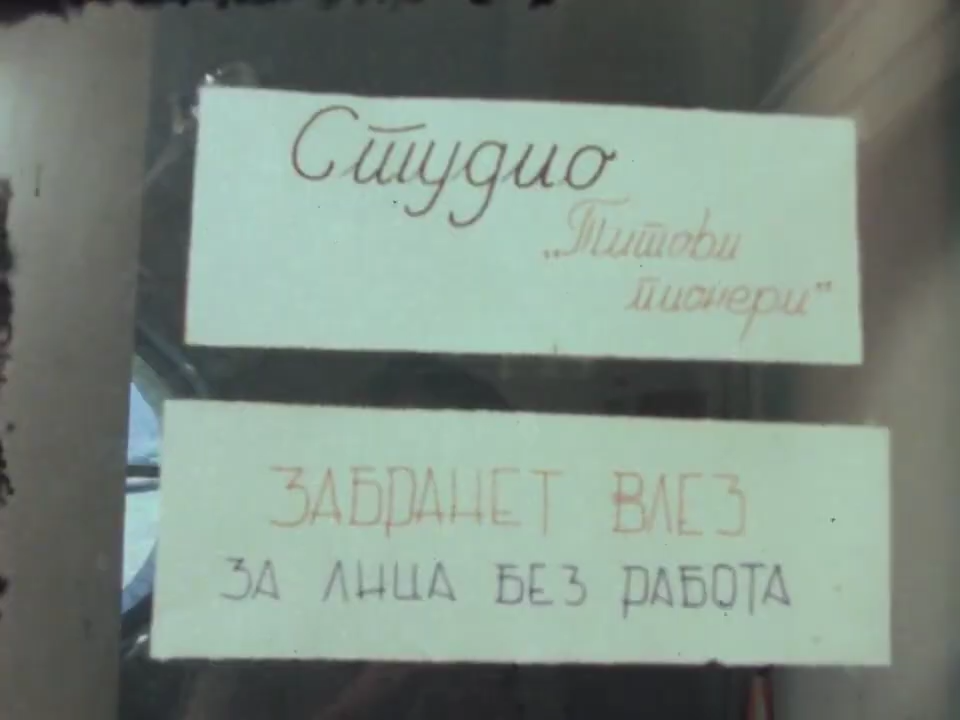 Студио
„Титови
пионери"
ЗАБРАНЕТ ВЛЕЗ
ЗА ЛИЦА БЕЗ РАБОТА